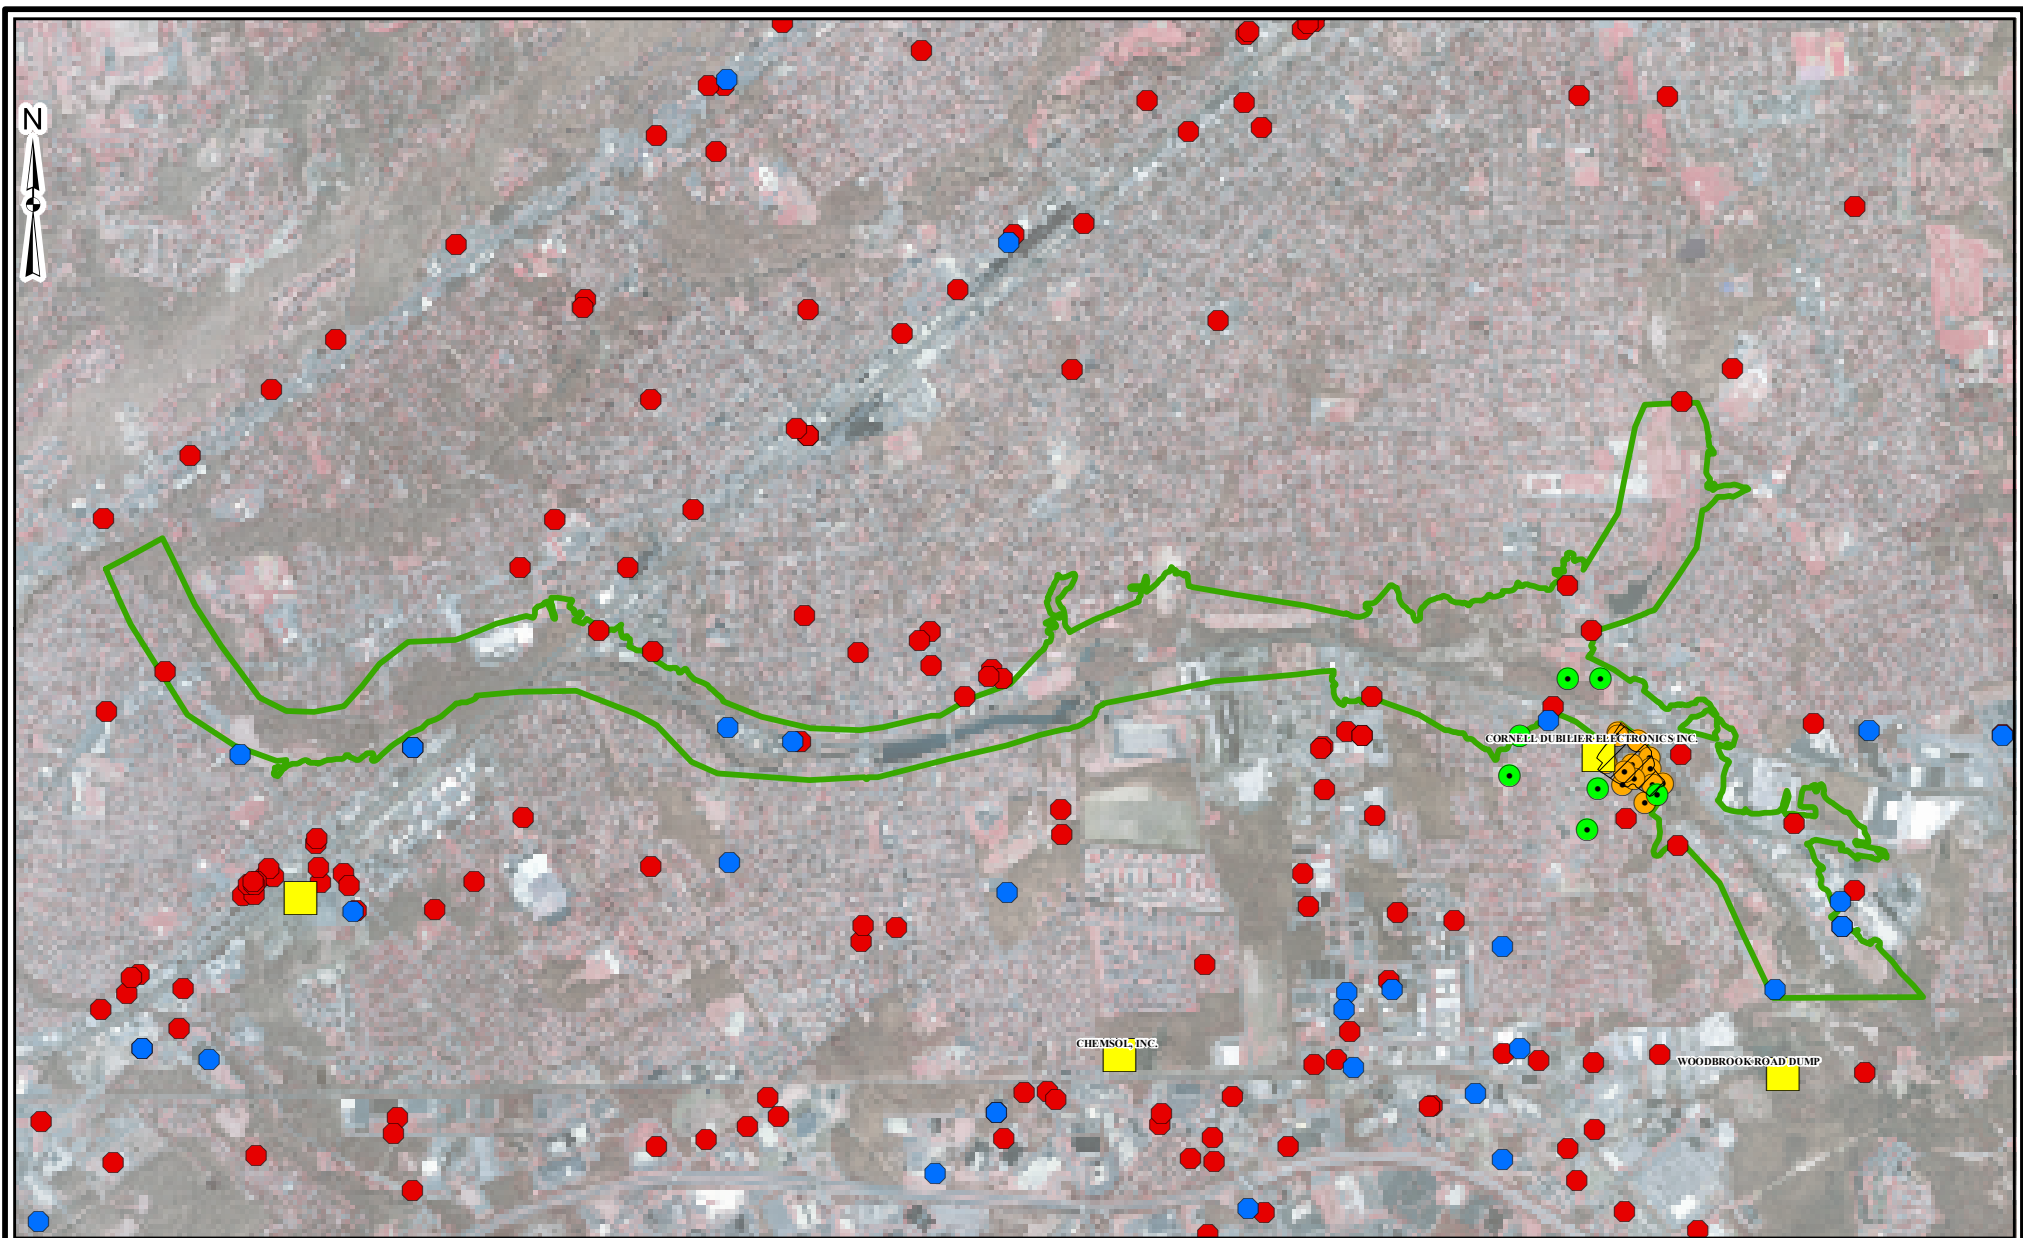 N
CORNELL DUBILIER ELECTRONICS INC.
CHEMSOL, INC.
WOODBROOK ROAD DUMP